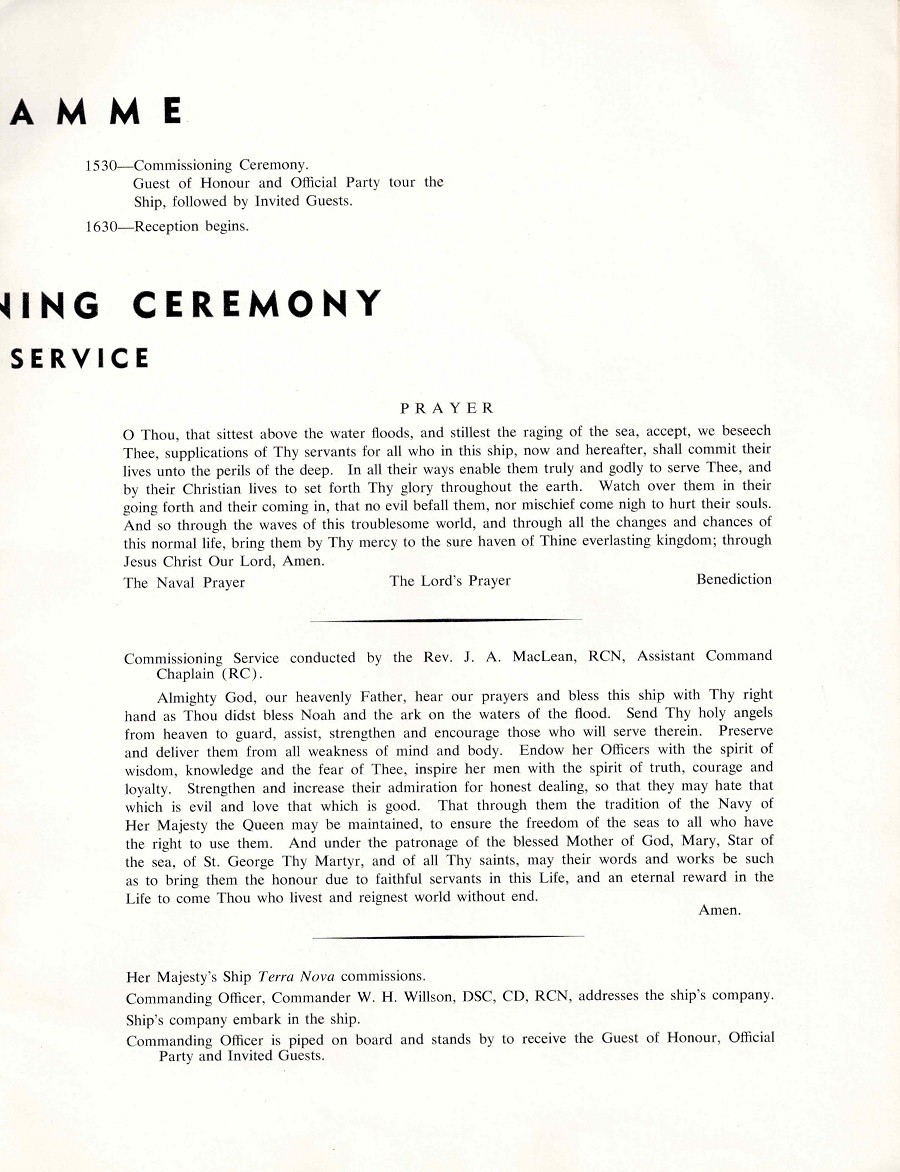 AMME
1530—Commissioning Ceremony.
Guest of Honour and Official Party tour the
Ship, followed by Invited Guests.
1630—Reception begins.
NING CEREMONY
SERVICE
PRAYER
O Thou, that sittest above the water floods, and stillest the raging of the sea, accept, we beseech
Thee, supplications of Thy servants for all who in this ship, now and hereafter, shall commit their
lives unto the perils of the deep. In all their ways enable them truly and godly to serve Thee, and
by their Christian lives to set forth Thy glory throughout the earth. Watch over them in their
going forth and their coming in, that no evil befall them, nor mischief come nigh to hurt their souls.
And so through the waves of this troublesome world, and through all the changes and chances of
this normal life, bring them by Thy mercy to the sure haven of Thine everlasting kingdom; through
Jesus Christ Our Lord, Amen.
The Naval Prayer The Lord's Prayer Benediction
Commissioning Service conducted by the Rev. J. A. MacLean, RCN, Assistant Command
Chaplain (RC).
Almighty God, our heavenly Father, hear our prayers and bless this ship with Thy right
hand as Thou didst bless Noah and the ark on the waters of the flood. Send Thy holy angels
from heaven to guard, assist, strengthen and encourage those who will serve therein. Preserve
and deliver them from all weakness of mind and body. Endow her Officers with the spirit of
wisdom, knowledge and the fear of Thee, inspire her men with the spirit of truth, courage and
loyalty. Strengthen and increase their admiration for honest dealing, so that they may hate that
which is evil and love that which is good. That through them the tradition of the Navy of
Her Majesty the Queen may be maintained, to ensure the freedom of the seas to all who have
the right to use them. And under the patronage of the blessed Mother of God, Mary, Star of
the sea, of St. George Thy Martyr, and of all Thy saints, may their words and works be such
as to bring them the honour due to faithful servants in this Life, and an eternal reward in the
Life to come Thou who livest and reignest world without end.
Amen.
Her Majesty's Ship Terra Nova commissions.
Commanding Officer, Commander W. H. Willson, DSC, CD, RCN, addresses the ship's company.
Ship's company embark in the ship.
Commanding Officer is piped on board and stands by to receive the Guest of Honour, Official
Party and Invited Guests.